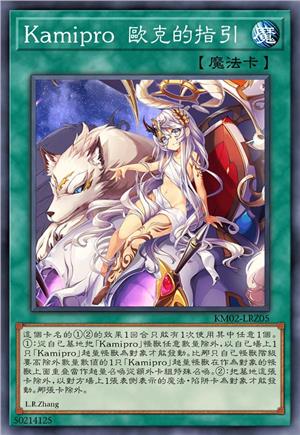 Kamipro 歐克的指引 魔
【魔法卡】
KM02-LRZ05
這個卡名的①②的效果1回合只能有1次使用其中任意1個。
①:從自己墓地把「Kamipro」怪獸任意數量除外,以自己場上1
只「Kamipro」超量怪獸為對象才能發動。比那只自己怪獸階級
要高除外數量數值的1只「Kamipro」超量怪獸在作為對象的怪
獸上面重疊當作超量召喚從額外卡組特殊召喚。②:把墓地這張
卡除外,以對方場上1張表側表示的魔法·陷阱卡為對象才能發
動。那張卡除外。
L.R.Zhang
50214125